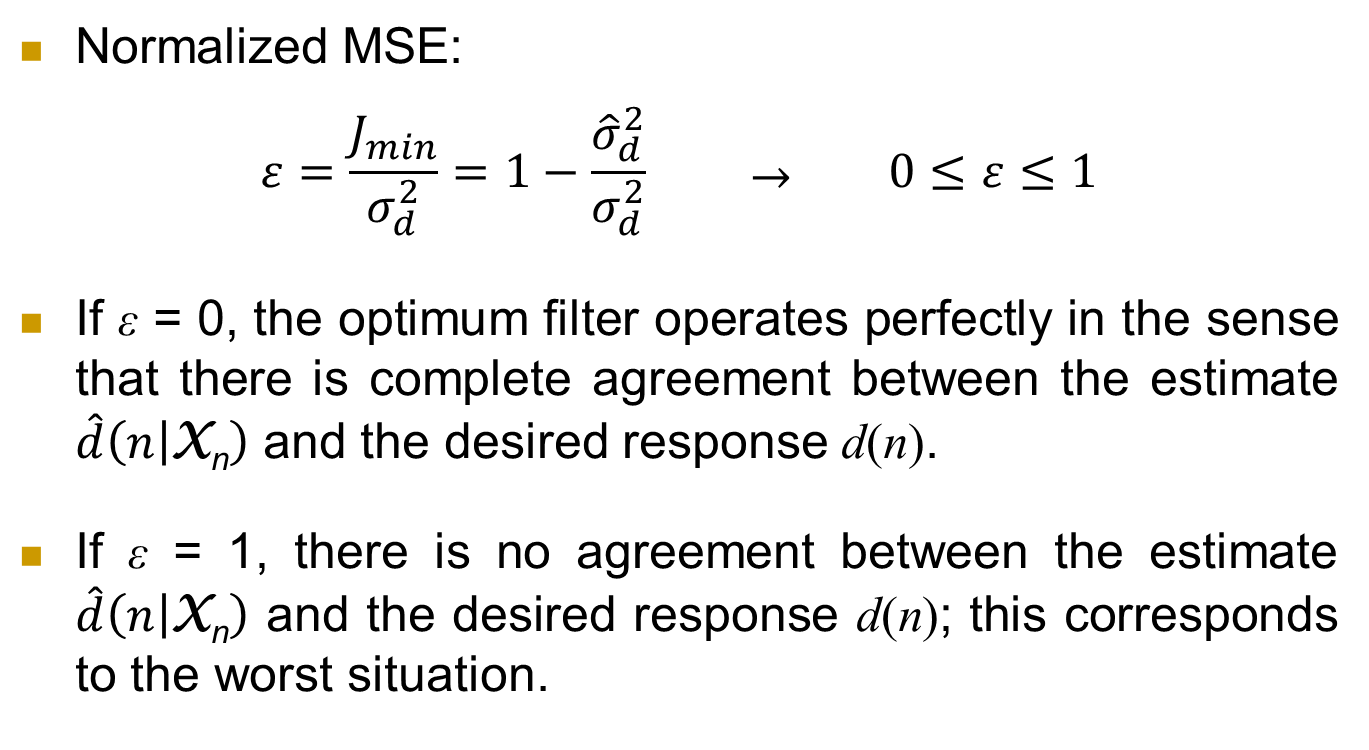 ■ Normalized MSE:
ε = J_min / σ_d^2 = 1 − σ̂_d^2 / σ_d^2 → 0 ≤ ε ≤ 1
■ If ε = 0, the optimum filter operates perfectly in the sense
that there is complete agreement between the estimate
d̂(n|𝒳_n) and the desired response d(n).
■ If ε = 1, there is no agreement between the estimate
d̂(n|𝒳_n) and the desired response d(n); this corresponds
to the worst situation.